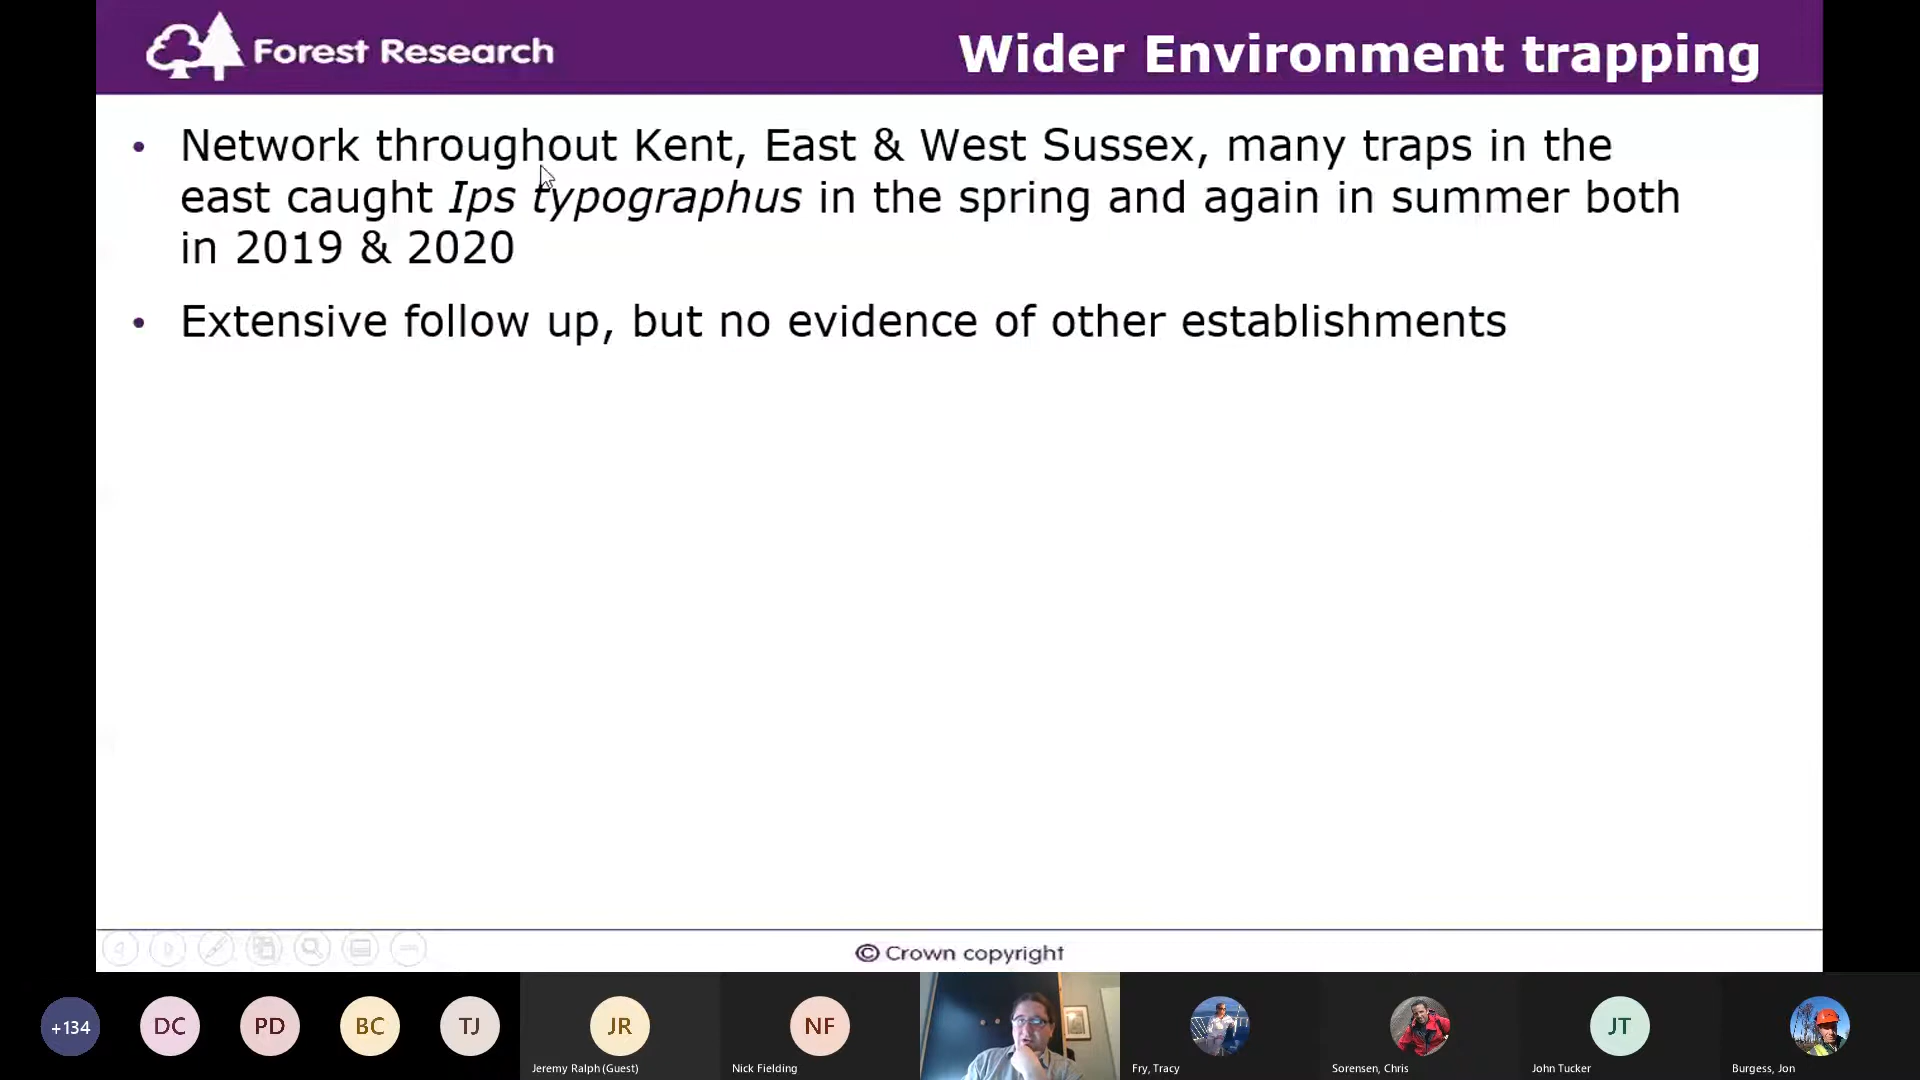 Forest Research
Wider Environment trapping
• Network throughout Kent, East & West Sussex, many traps in the
east caught Ips typographus in the spring and again in summer both
in 2019 & 2020
• Extensive follow up, but no evidence of other establishments
© Crown copyright
+134
DC
PD
BC
TJ
JR
Jeremy Ralph (Guest)
NF
Nick Fielding
Fry, Tracy
Sorensen, Chris
JT
John Tucker
Burgess, Jon